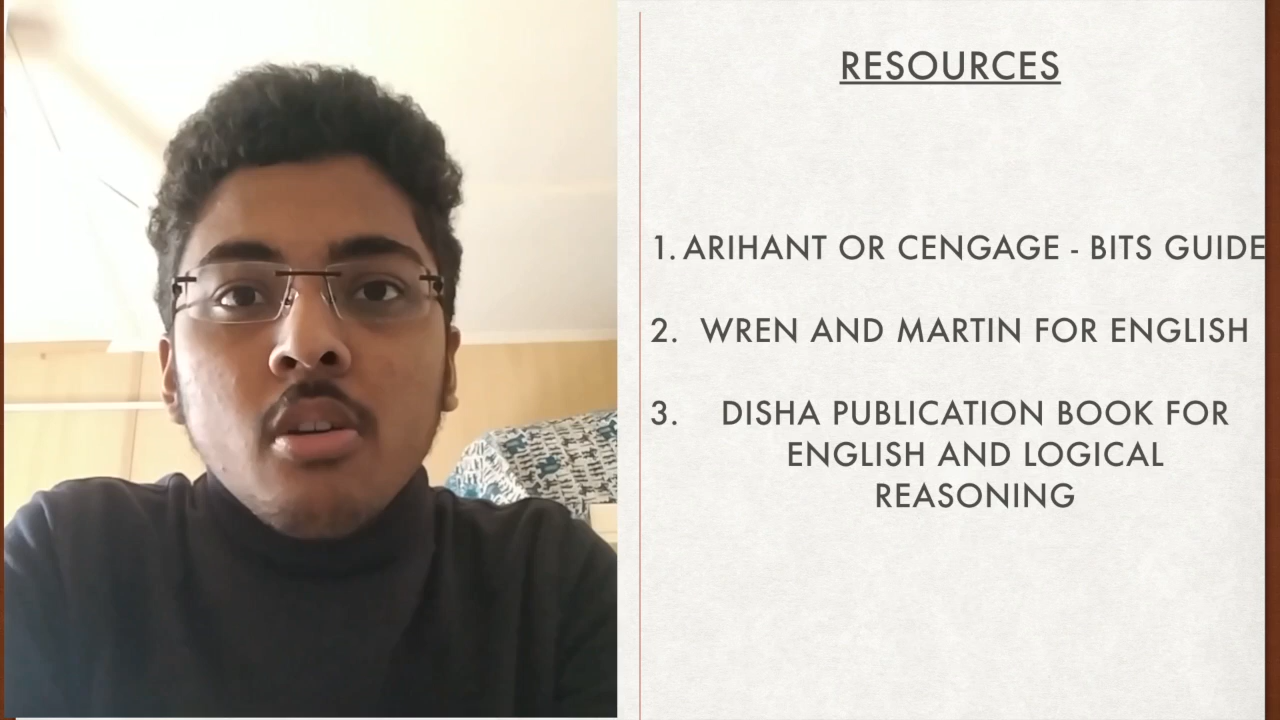 RESOURCES
1. ARIHANT OR CENGAGE - BITS GUIDE
2. WREN AND MARTIN FOR ENGLISH
3. DISHA PUBLICATION BOOK FOR
ENGLISH AND LOGICAL
REASONING